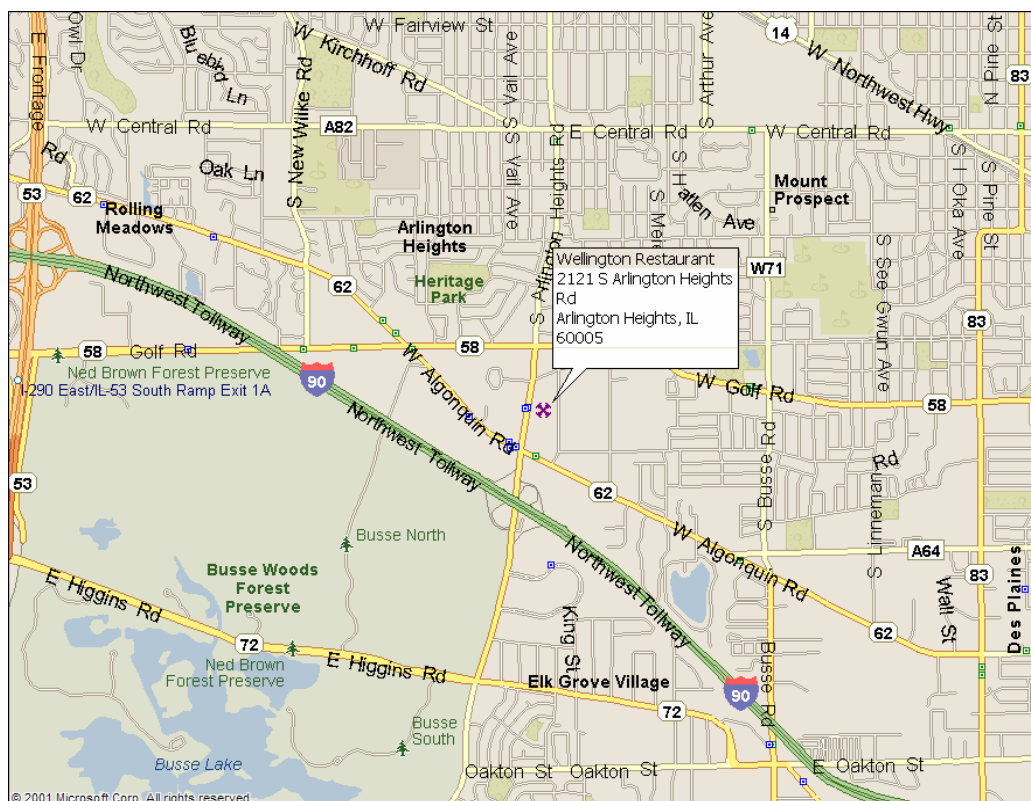 W Fairview St
14
E Frontage
Owl Dr
Bluebird Ln
W Kirchhoff Rd
S Vail Ave
S Arthur Ave
W Northwest Hwy
N Pine St
83
W Central Rd
A82
E Central Rd
W Central Rd
Rd
Oak Ln
S New Wilke Rd
S Vail Ave
S I Oka Ave
S Pine St
53
62
Rolling
Meadows
Arlington
Heights
Ave
Mount
Prospect
Heritage
Park
Wellington Restaurant
2121 S Arlington Heights
Rd
Arlington Heights, IL
60005
W71
S See Gwun Ave
83
Northwest Tollway
62
58
Golf Rd
58
Ned Brown Forest Preserve
I-290 East/IL-53 South Ramp Exit 1A
90
W Algonquin Rd
W Golf Rd
58
Northwest Tollway
S Busse Rd
S Linneman Rd
53
62
Busse North
W Algonquin Rd
A64
Northwest Tollway
83
E Higgins Rd
Busse Woods
Forest
Preserve
King St
Wall St
Des Plaines
72
62
Ned Brown
Forest Preserve
E Higgins Rd
Elk Grove Village
90
Busse Rd
72
Busse
South
Busse Lake
Oakton St
Oakton St
E Oakton St
© 2001 Microsoft Corp. All rights reserved.